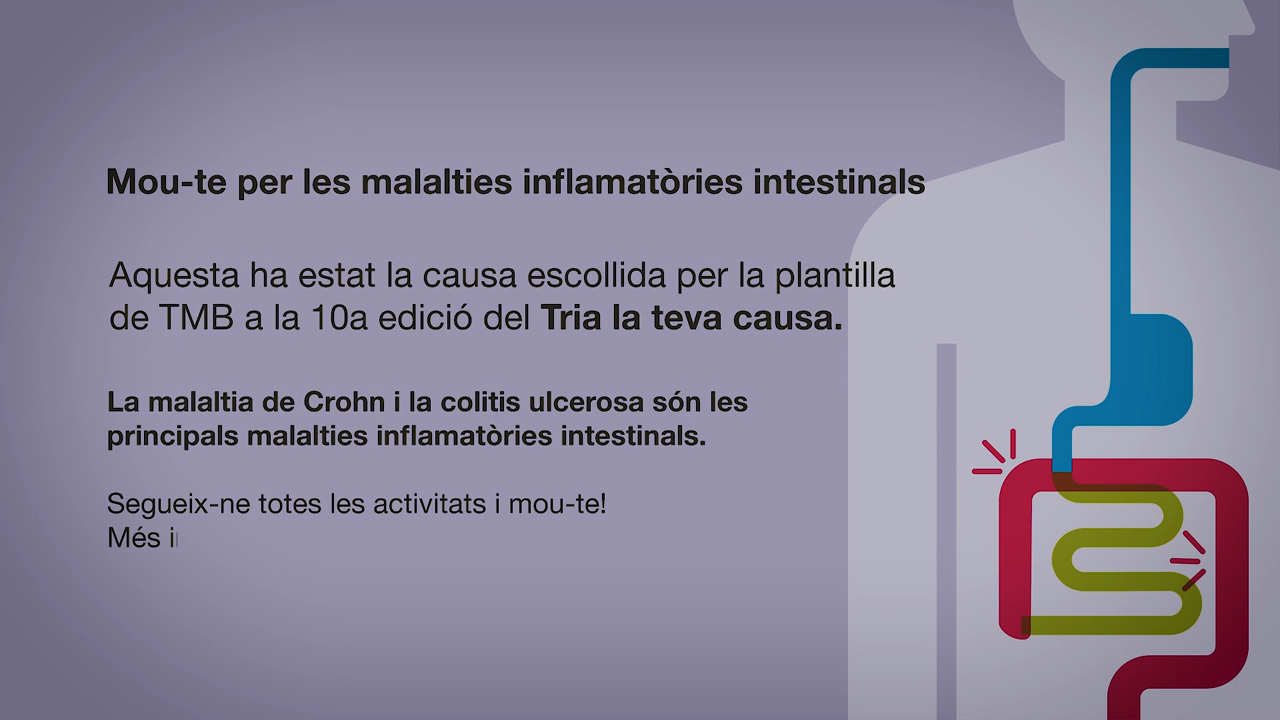 Mou-te per les malalties inflamatòries intestinals
Aquesta ha estat la causa escollida per la plantilla
de TMB a la 10a edició del Tria la teva causa.
La malaltia de Crohn i la colitis ulcerosa són les
principals malalties inflamatòries intestinals.
Segueix-ne totes les activitats i mou-te!
Més